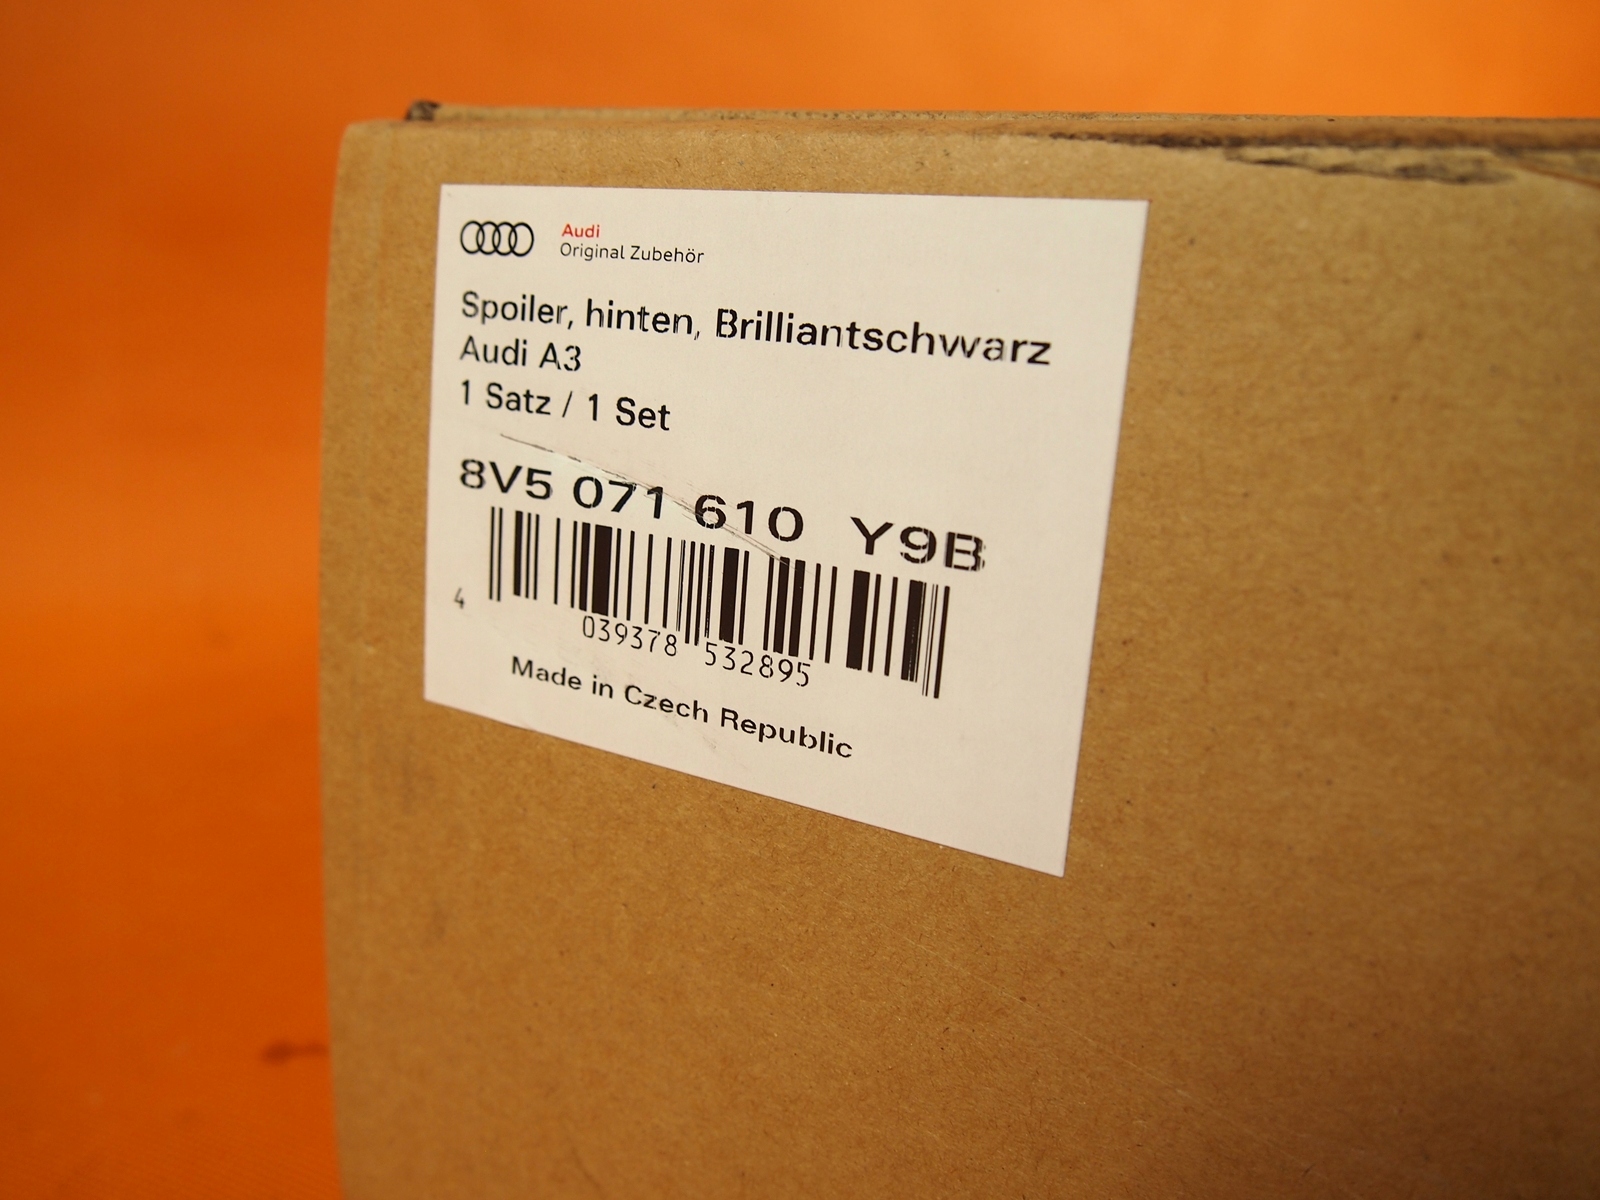 Audi
Original Zubehör
Spoiler, hinten, Brilliantschwarz
Audi A3
1 Satz / 1 Set
8V5 071 610 Y9B
4 039378 532895
Made in Czech Republic